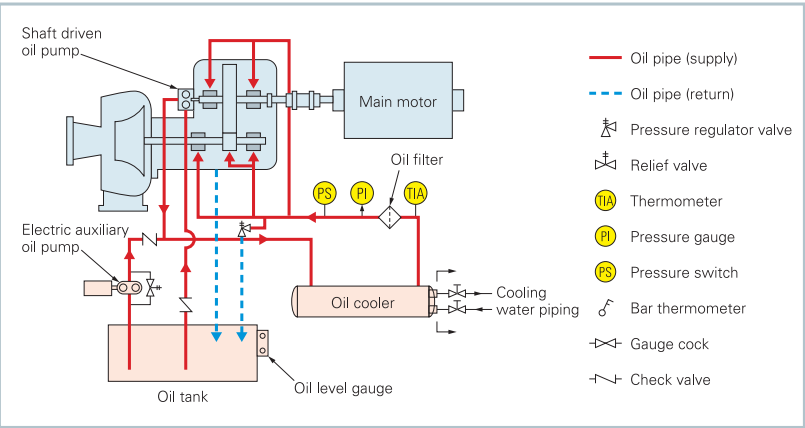 Shaft driven
oil pump
Main motor
Oil filter
PS
PI
TIA
Electric auxiliary
oil pump
Oil cooler
Cooling
water piping
Oil level gauge
Oil tank
Oil pipe (supply)
Oil pipe (return)
Pressure regulator valve
Relief valve
TIA
Thermometer
PI
Pressure gauge
PS
Pressure switch
Bar thermometer
Gauge cock
Check valve